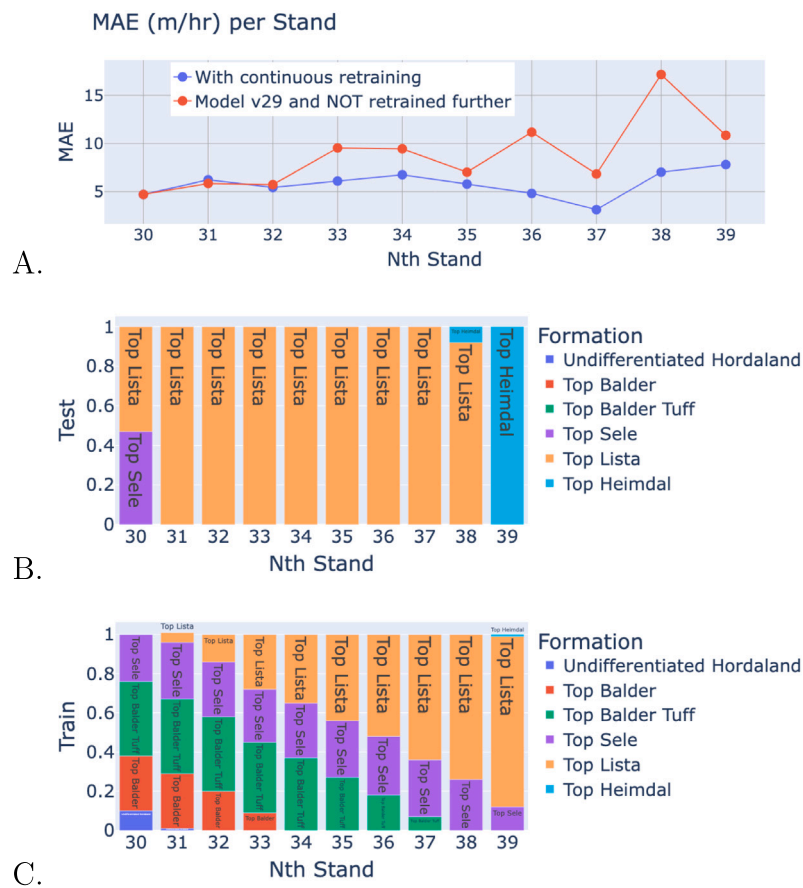 MAE (m/hr) per Stand
With continuous retraining
Model v29 and NOT retrained further
MAE
15
10
5
30 31 32 33 34 35 36 37 38 39
Nth Stand
A.
Test
1
0.8
0.6
0.4
0.2
0
Top Lista
Top Sele
Top Lista
Top Lista
Top Lista
Top Lista
Top Lista
Top Lista
Top Lista
Top Heimdal
Top Lista
Top Heimdal
30 31 32 33 34 35 36 37 38 39
Nth Stand
Formation
Undifferentiated Hordaland
Top Balder
Top Balder Tuff
Top Sele
Top Lista
Top Heimdal
B.
Train
1
0.8
0.6
0.4
0.2
0
Top Sele
Top Balder Tuff
Top Balder
Top Lista
Top Sele
Top Balder Tuff
Top Balder
Top Lista
Top Sele
Top Balder Tuff
Top Balder
Top Lista
Top Sele
Top Balder Tuff
Top Balder
Top Lista
Top Sele
Top Balder Tuff
Top Lista
Top Sele
Top Balder Tuff
Top Lista
Top Sele
Top Balder Tuff
Top Lista
Top Sele
Top Balder Tuff
Top Lista
Top Sele
Top Heimdal
Top Lista
Top Sele
30 31 32 33 34 35 36 37 38 39
Nth Stand
Formation
Undifferentiated Hordaland
Top Balder
Top Balder Tuff
Top Sele
Top Lista
Top Heimdal
C.